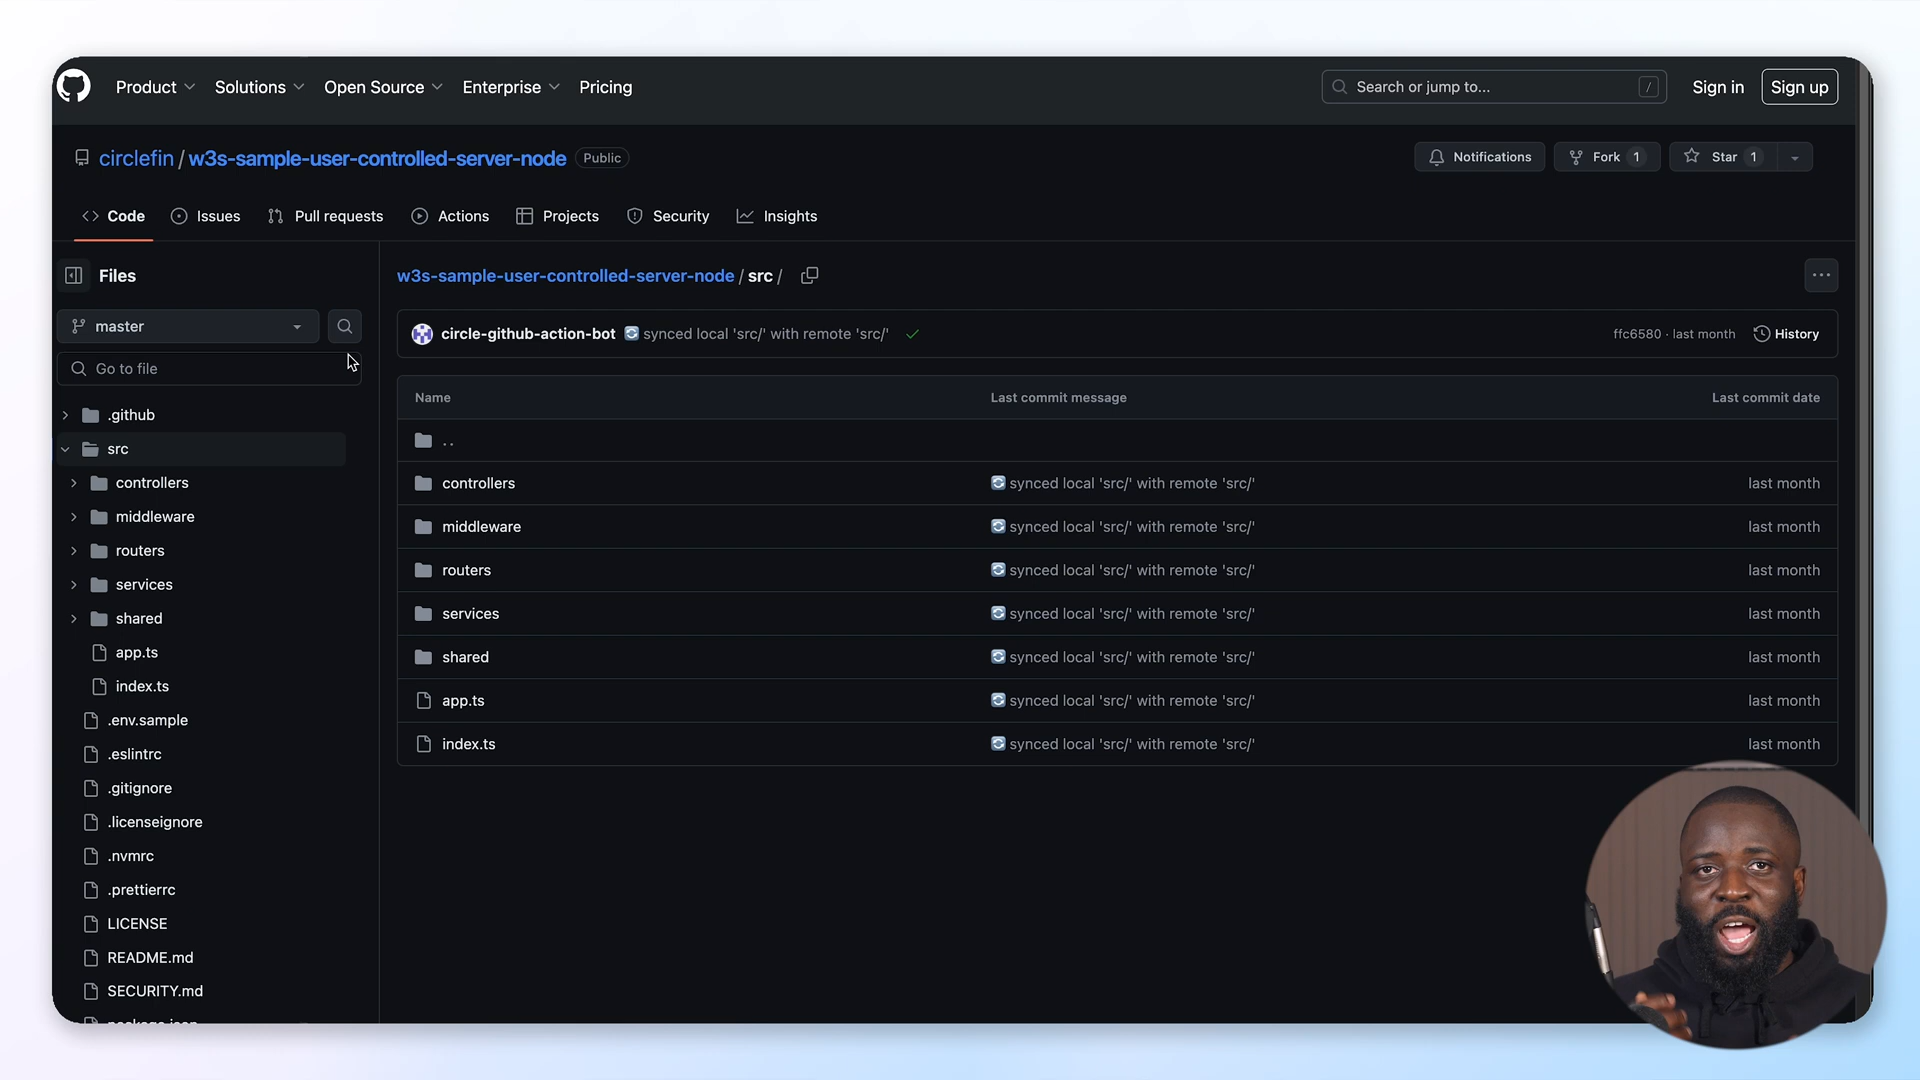 Product Solutions Open Source Enterprise Pricing Search or jump to... / Sign in Sign up
circlefin / w3s-sample-user-controlled-server-node Public Notifications Fork 1 Star 1
Code Issues Pull requests Actions Projects Security Insights
Files
master
Go to file
.github
src
controllers
middleware
routers
services
shared
app.ts
index.ts
.env.sample
.eslintrc
.gitignore
.licenseignore
.nvmrc
.prettierrc
LICENSE
README.md
SECURITY.md
package.json
w3s-sample-user-controlled-server-node / src /
circle-github-action-bot synced local 'src/' with remote 'src/' ffc6580 · last month History
Name Last commit message Last commit date
..
controllers synced local 'src/' with remote 'src/' last month
middleware synced local 'src/' with remote 'src/' last month
routers synced local 'src/' with remote 'src/' last month
services synced local 'src/' with remote 'src/' last month
shared synced local 'src/' with remote 'src/' last month
app.ts synced local 'src/' with remote 'src/' last month
index.ts synced local 'src/' with remote 'src/' last month